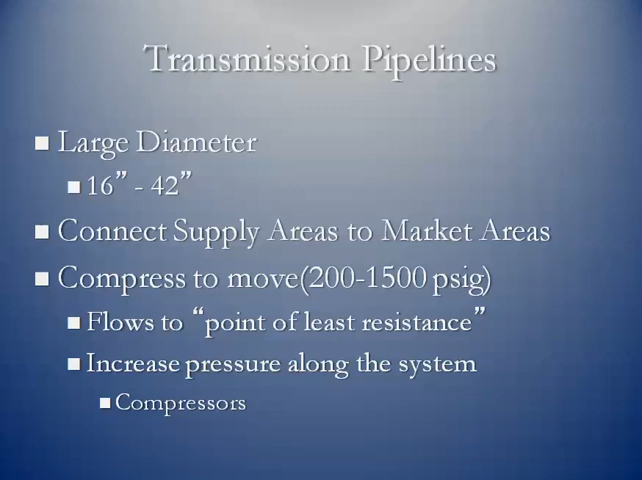 Transmission Pipelines
Large Diameter
16” - 42”
Connect Supply Areas to Market Areas
Compress to move(200-1500 psig)
Flows to “point of least resistance”
Increase pressure along the system
Compressors